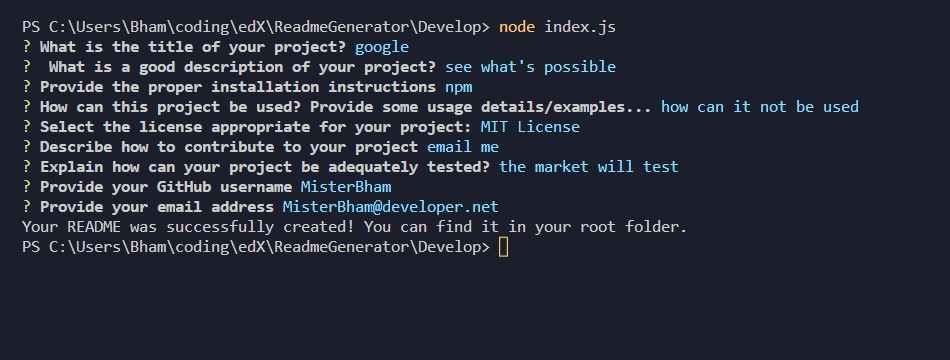 PS C:\Users\Bham\coding\edX\ReadmeGenerator\Develop> node index.js
? What is the title of your project? google
?  What is a good description of your project? see what's possible
? Provide the proper installation instructions npm
? How can this project be used? Provide some usage details/examples... how can it not be used
? Select the license appropriate for your project: MIT License
? Describe how to contribute to your project email me
? Explain how can your project be adequately tested? the market will test
? Provide your GitHub username MisterBham
? Provide your email address MisterBham@developer.net
Your README was successfully created! You can find it in your root folder.
PS C:\Users\Bham\coding\edX\ReadmeGenerator\Develop>